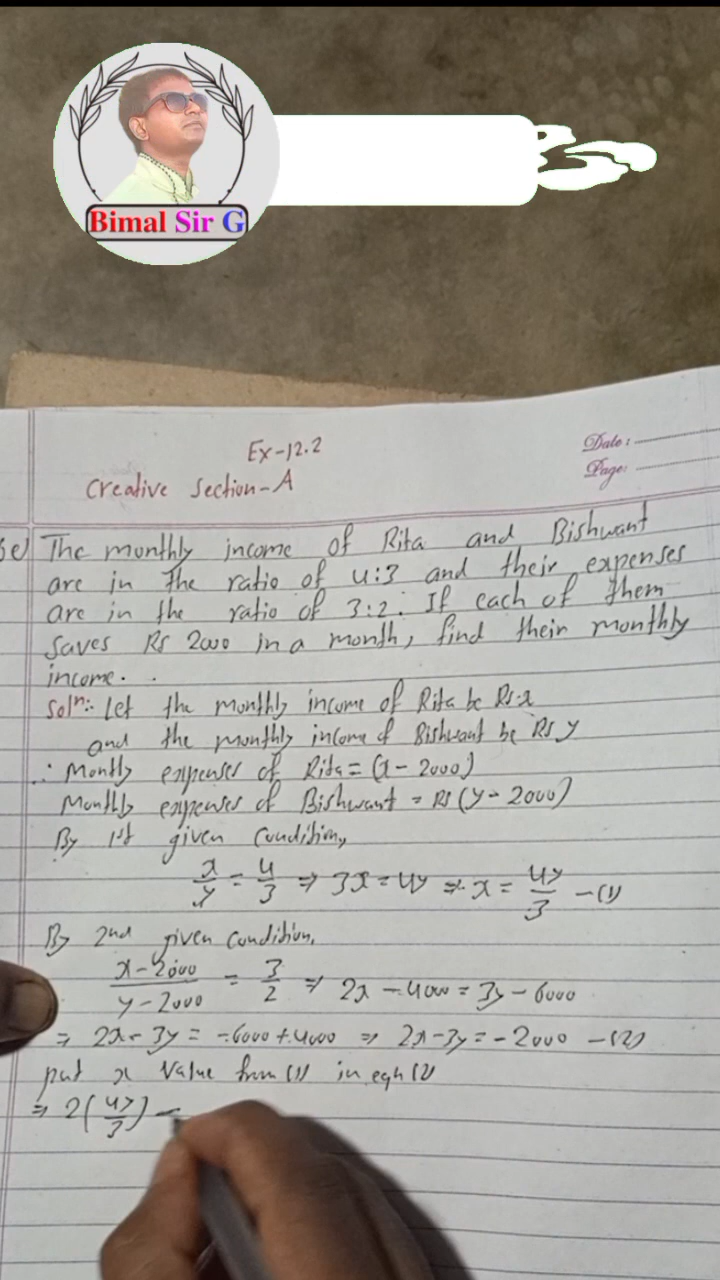 Bimal Sir G
Ex-12.2
Date:
Creative Section-A
Page:
3e) The monthly income of Rita and Bishwant
are in the ratio of 4:3 and their expenses
are in the ratio of 3:2. If each of them
saves Rs 2000 in a month, find their monthly
income.
Solⁿ:- Let the monthly income of Rita be Rs x
and the monthly income of Bishwant be Rs y
∴ Montly expenses of Rita = (x - 2000)
Monthly expenses of Bishwant = Rs (y - 2000)
By 1st given Condition,
x/y = 4/3 ⇒ 3x = 4y ⇒ x = 4y/3 -(1)
By 2nd given Condition,
x-2000/y-2000 = 3/2 ⇒ 2x - 4000 = 3y - 6000
⇒ 2x - 3y = -6000 + 4000 ⇒ 2x - 3y = -2000 -(2)
put x Value from (1) in eqn (2)
⇒ 2(4y/3) -